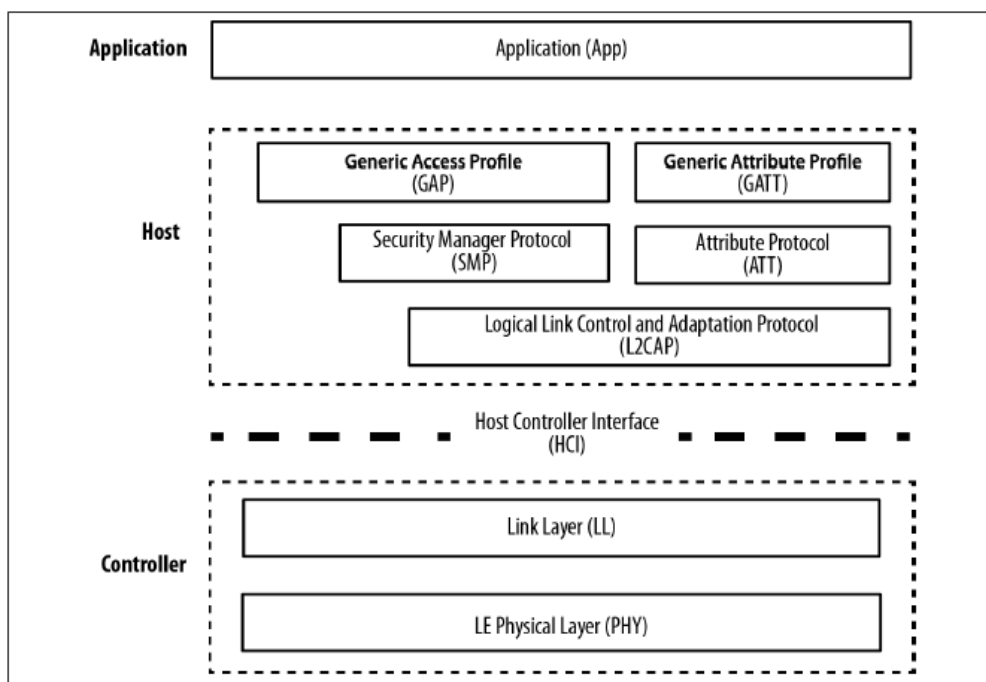 Application
Application (App)
Generic Access Profile
(GAP)
Generic Attribute Profile
(GATT)
Host
Security Manager Protocol
(SMP)
Attribute Protocol
(ATT)
Logical Link Control and Adaptation Protocol
(L2CAP)
Host Controller Interface
(HCI)
Link Layer (LL)
Controller
LE Physical Layer (PHY)